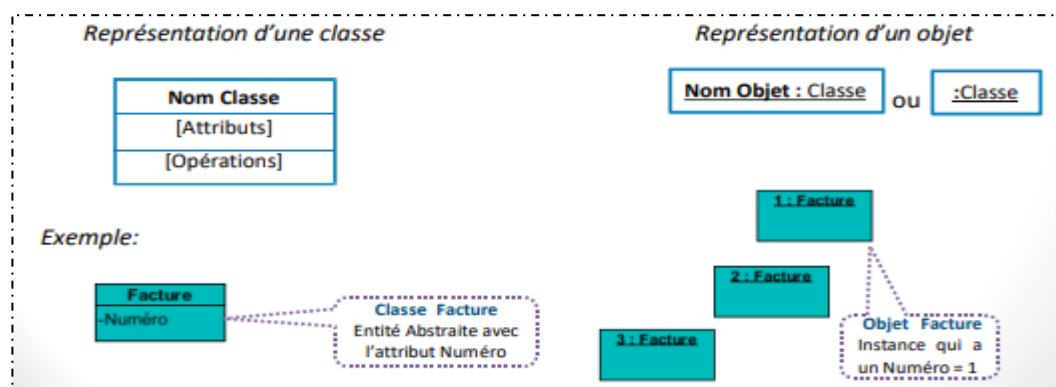 Représentation d'une classe
Nom Classe
[Attributs]
[Opérations]
Représentation d'un objet
Nom Objet : Classe
ou
:Classe
Exemple:
Facture
-Numéro
Classe Facture
Entité Abstraite avec
l'attribut Numéro
1 : Facture
2 : Facture
3 : Facture
Objet Facture
Instance qui a
un Numéro = 1